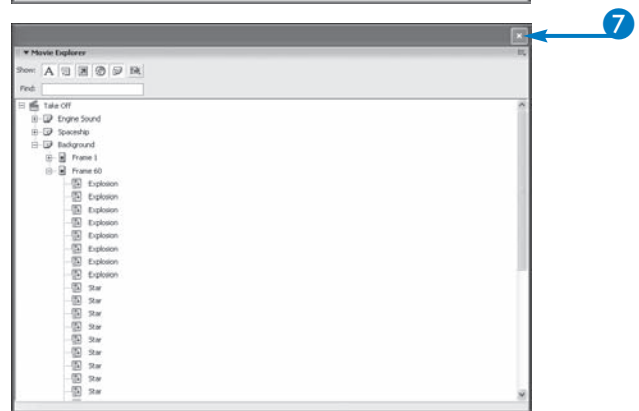 7
Movie Explorer
Show: A
Find:
Take Off
Engine Sound
Spaceship
Background
Frame 1
Frame 60
Explosion
Explosion
Explosion
Explosion
Explosion
Explosion
Explosion
Explosion
Star
Star
Star
Star
Star
Star
Star
Star
Star